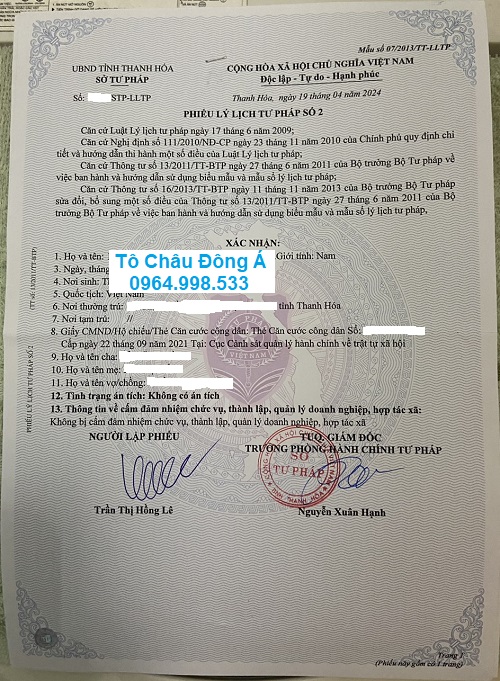 Mẫu số 07/2013/TT-LLTP
UBND TỈNH THANH HÓA
SỞ TƯ PHÁP
CỘNG HÒA XÃ HỘI CHỦ NGHĨA VIỆT NAM
Độc lập - Tự do - Hạnh phúc
Số: STP-LLTP
Thanh Hóa, ngày 19 tháng 04 năm 2024
PHIẾU LÝ LỊCH TƯ PHÁP SỐ 2
Căn cứ Luật Lý lịch tư pháp ngày 17 tháng 6 năm 2009;
Căn cứ Nghị định số 111/2010/NĐ-CP ngày 23 tháng 11 năm 2010 của Chính phủ quy định chi
tiết và hướng dẫn thi hành một số điều của Luật Lý lịch tư pháp;
Căn cứ Thông tư số 13/2011/TT-BTP ngày 27 tháng 6 năm 2011 của Bộ trưởng Bộ Tư pháp về
việc ban hành và hướng dẫn sử dụng biểu mẫu và mẫu sổ lý lịch tư pháp;
Căn cứ Thông tư số 16/2013/TT-BTP ngày 11 tháng 11 năm 2013 của Bộ trưởng Bộ Tư pháp
sửa đổi, bổ sung một số điều của Thông tư số 13/2011/TT-BTP ngày 27 tháng 6 năm 2011 của Bộ
trưởng Bộ Tư pháp về việc ban hành và hướng dẫn sử dụng biểu mẫu và mẫu sổ lý lịch tư pháp,
XÁC NHẬN:
1. Họ và tên: Giới tính: Nam
Tô Châu Đông Á
0964.998.533
3. Ngày, tháng
4. Nơi sinh:
5. Quốc tịch: Việt Nam
6. Nơi thường trú: tỉnh Thanh Hóa
7. Nơi tạm trú: //
8. Giấy CMND/Hộ chiếu/Thẻ Căn cước công dân: Thẻ Căn cước công dân Số:
Cấp ngày 22 tháng 09 năm 2021 Tại: Cục Cảnh sát quản lý hành chính về trật tự xã hội
9. Họ và tên cha:
10. Họ và tên mẹ:
11. Họ và tên vợ/chồng:
12. Tình trạng án tích: Không có án tích
13. Thông tin về cấm đảm nhiệm chức vụ, thành lập, quản lý doanh nghiệp, hợp tác xã:
Không bị cấm đảm nhiệm chức vụ, thành lập, quản lý doanh nghiệp, hợp tác xã
NGƯỜI LẬP PHIẾU
TUQ. GIÁM ĐỐC
TRƯỞNG PHÒNG HÀNH CHÍNH TƯ PHÁP
SỞ
TƯ PHÁP
Trần Thị Hồng Lê
Nguyễn Xuân Hạnh
PHIẾU LÝ LỊCH TƯ PHÁP SỐ 2 (TT số: 13/2011/TT-BTP)
Trang 1
(Phiếu này gồm có 1 trang)